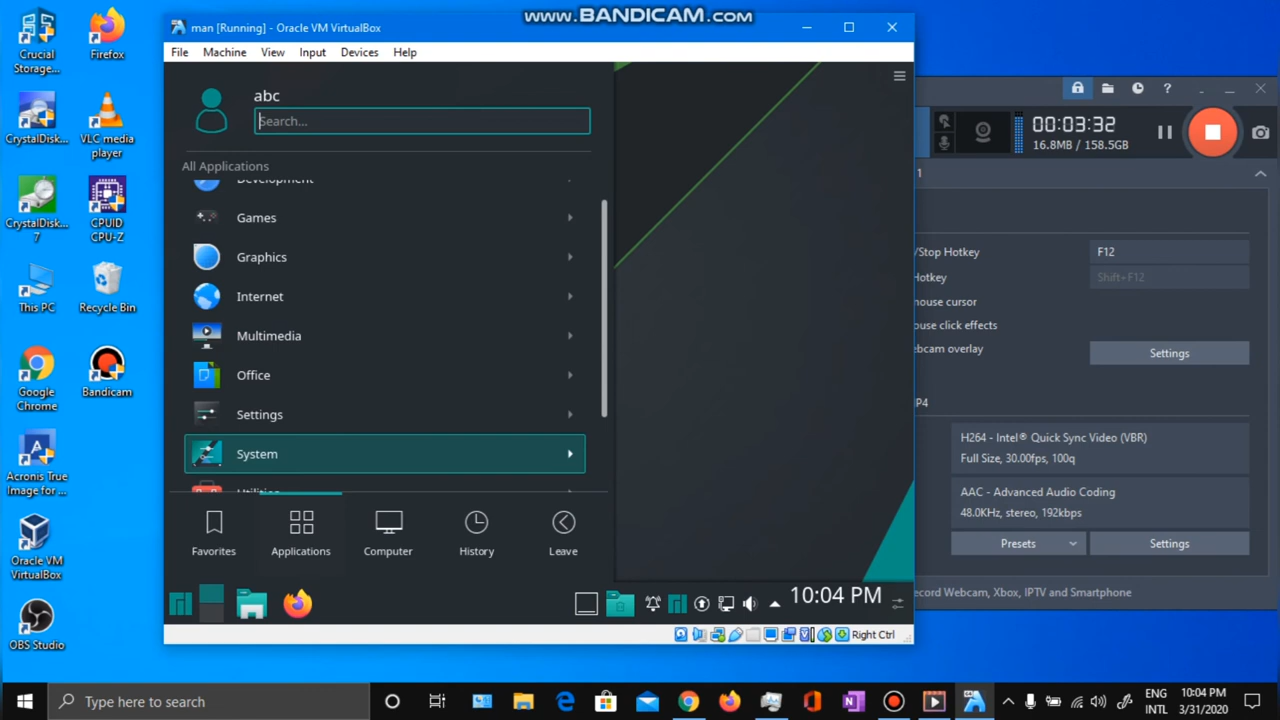 www.BANDICAM.com
Crucial
Storage...
Firefox
CrystalDisk...
VLC media
player
CrystalDisk...
7
CPUID
CPU-Z
This PC
Recycle Bin
Google
Chrome
Bandicam
Acronis True
Image for ...
Oracle VM
VirtualBox
OBS Studio
man [Running] - Oracle VM VirtualBox
File Machine View Input Devices Help
abc
Search...
All Applications
Development
Games
Graphics
Internet
Multimedia
Office
Settings
System
Utilities
Favorites Applications Computer History Leave
10:04 PM
Right Ctrl
00:03:32
16.8MB / 158.5GB
1
/Stop Hotkey F12
Hotkey Shift+F12
ouse cursor
ouse click effects
ebcam overlay Settings
P4
H264 - Intel® Quick Sync Video (VBR)
Full Size, 30.00fps, 100q
AAC - Advanced Audio Coding
48.0KHz, stereo, 192kbps
Presets Settings
ecord Webcam, Xbox, IPTV and Smartphone
Type here to search
ENG
INTL
10:04 PM
3/31/2020